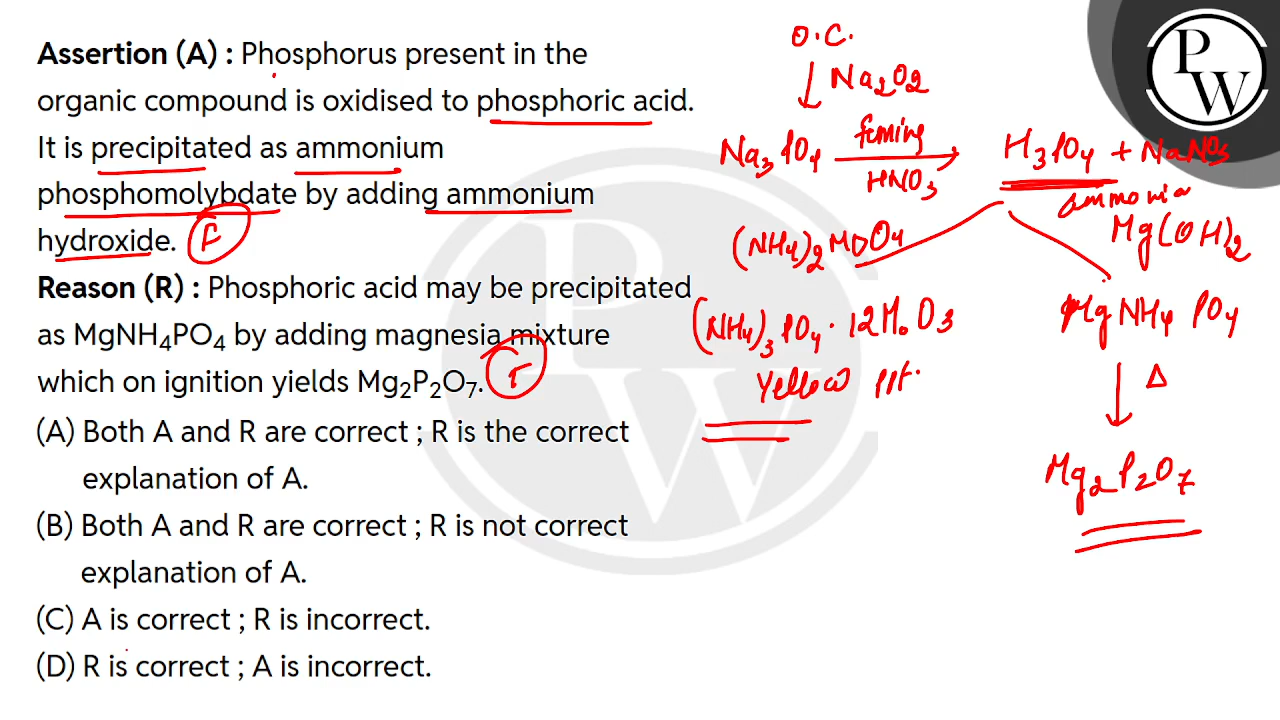 Assertion (A) : Phosphorus present in the
organic compound is oxidised to phosphoric acid.
It is precipitated as ammonium
phosphomolybdate by adding ammonium
hydroxide. F
Reason (R) : Phosphoric acid may be precipitated
as MgNH₄PO₄ by adding magnesia mixture
which on ignition yields Mg₂P₂O₇. T
(A) Both A and R are correct ; R is the correct
explanation of A.
(B) Both A and R are correct ; R is not correct
explanation of A.
(C) A is correct ; R is incorrect.
(D) R is correct ; A is incorrect.
O.C.
↓ Na₂O₂
Na₃PO₄ fuming HNO₃ → H₃PO₄ + NaNO₃
ammonia
(NH₄)₂MoO₄ Mg(OH)₂
(NH₄)₃PO₄ · 12MoO₃ MgNH₄PO₄
Yellow ppt. ↓ Δ
Mg₂P₂O₇
PW
PW